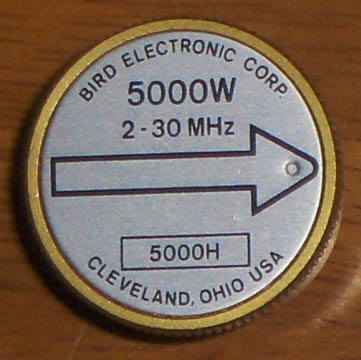 BIRD ELECTRONIC CORP.
5000W
2-30 MHz
5000H
CLEVELAND, OHIO USA